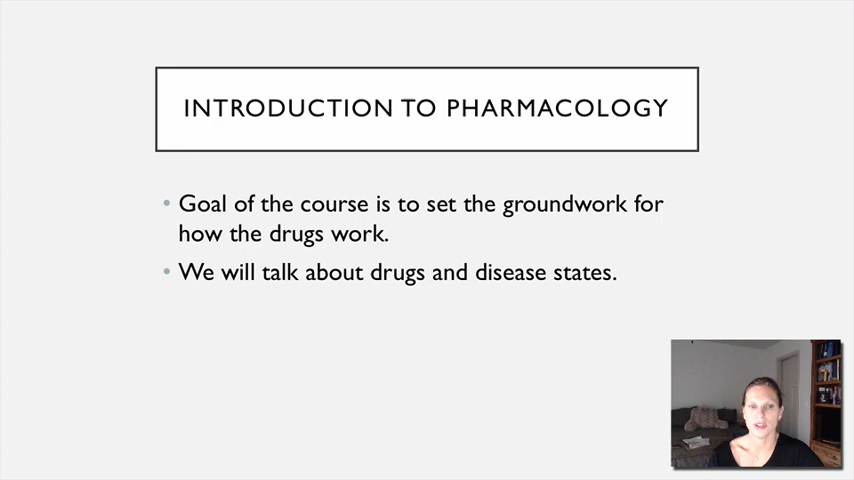 INTRODUCTION TO PHARMACOLOGY
• Goal of the course is to set the groundwork for
how the drugs work.
• We will talk about drugs and disease states.